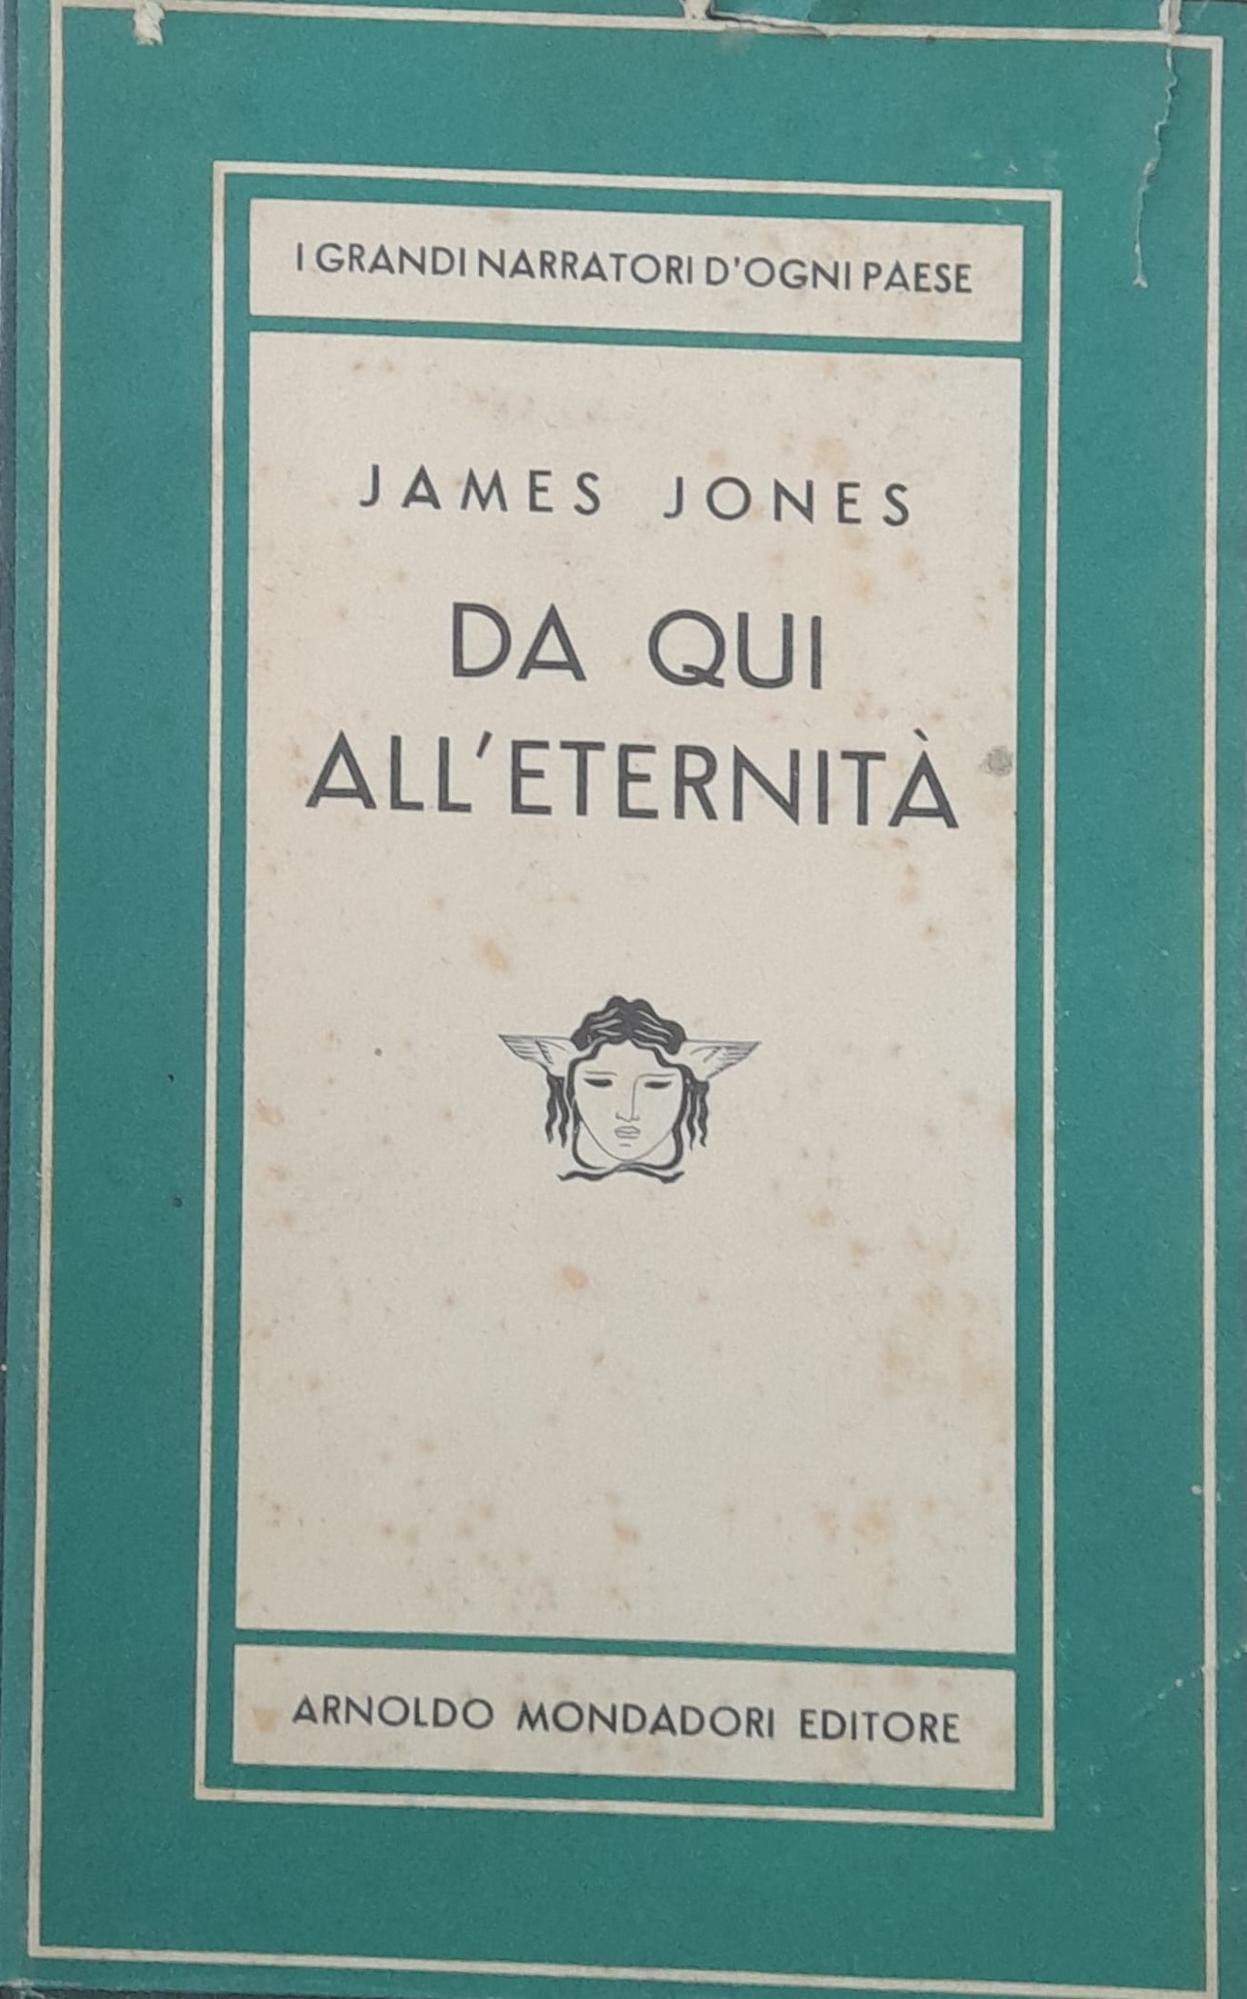 I GRANDI NARRATORI D'OGNI PAESE
JAMES JONES
DA QUI
ALL'ETERNITÀ
ARNOLDO MONDADORI EDITORE